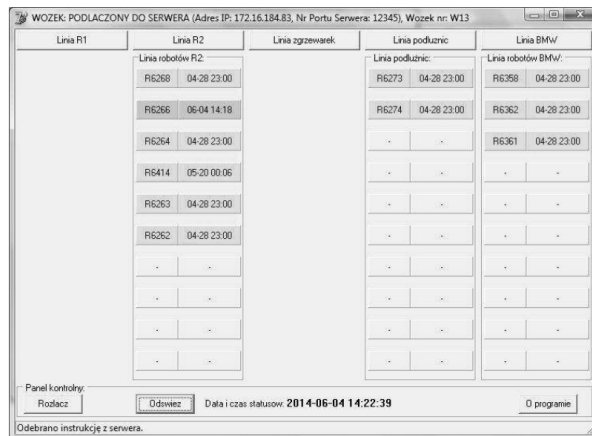 WOZEK: PODLACZONY DO SERWERA (Adres IP: 172.16.184.83, Nr Portu Serwera: 12345), Wozek nr: W13
Linia R1 Linia R2 Linia zgrzewarek Linia podluznic Linia BMW
Linia robotów R2: Linia podłużnic: Linia robotów BMW:
R6268 04-28 23:00 R6273 04-28 23:00 R6358 04-28 23:00
R6266 06-04 14:18 R6274 04-28 23:00 R6362 04-28 23:00
R6264 04-28 23:00 - - R6361 04-28 23:00
R6414 05-20 00:06 - - - -
R6263 04-28 23:00 - - - -
R6262 04-28 23:00 - - - -
- - - - - -
- - - - - -
- - - - - -
- - - - - -
Panel kontrolny:
Rozlacz Odswiez Data i czas statusow: 2014-06-04 14:22:39 O programie
Odebrano instrukcję z serwera.